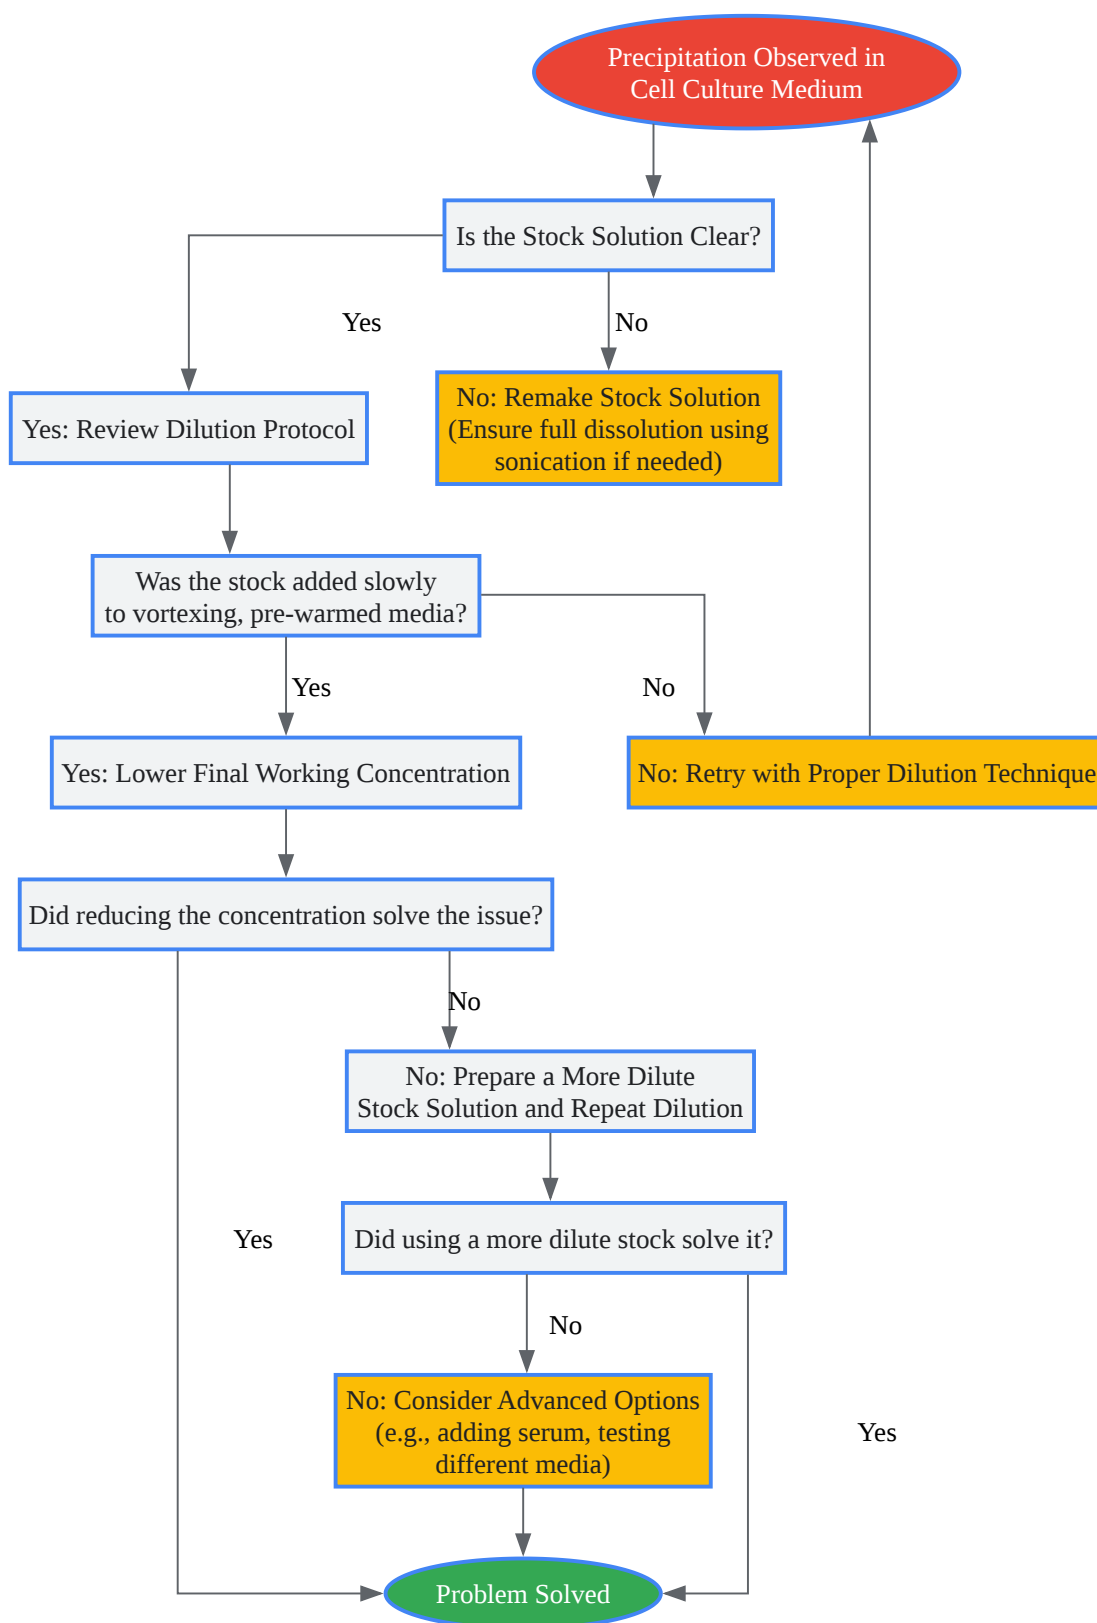 Precipitation Observed in
Cell Culture Medium
Is the Stock Solution Clear?
Yes
No
No: Remake Stock Solution
(Ensure full dissolution using
sonication if needed)
Yes: Review Dilution Protocol
Was the stock added slowly
to vortexing, pre-warmed media?
Yes
No
Yes: Lower Final Working Concentration
No: Retry with Proper Dilution Technique
Did reducing the concentration solve the issue?
No
No: Prepare a More Dilute
Stock Solution and Repeat Dilution
Yes
Did using a more dilute stock solve it?
No
No: Consider Advanced Options
(e.g., adding serum, testing
different media)
Yes
Problem Solved